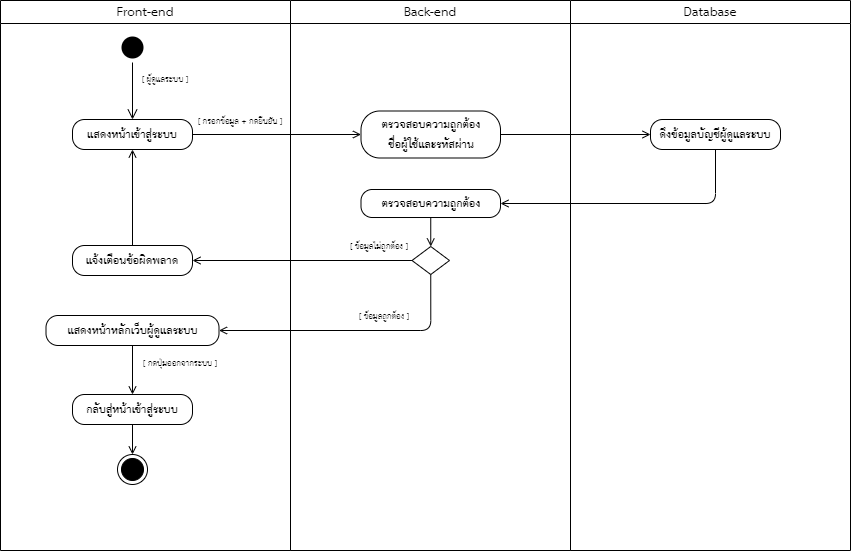 Front-end
Back-end
Database
[ ผู้ดูแลระบบ ]
แสดงหน้าเข้าสู่ระบบ
[ กรอกข้อมูล + กดยืนยัน ]
ตรวจสอบความถูกต้อง
ชื่อผู้ใช้และรหัสผ่าน
ดึงข้อมูลบัญชีผู้ดูแลระบบ
ตรวจสอบความถูกต้อง
[ ข้อมูลไม่ถูกต้อง ]
แจ้งเตือนข้อผิดพลาด
[ ข้อมูลถูกต้อง ]
แสดงหน้าหลักเว็บผู้ดูแลระบบ
[ กดปุ่มออกจากระบบ ]
กลับสู่หน้าเข้าสู่ระบบ